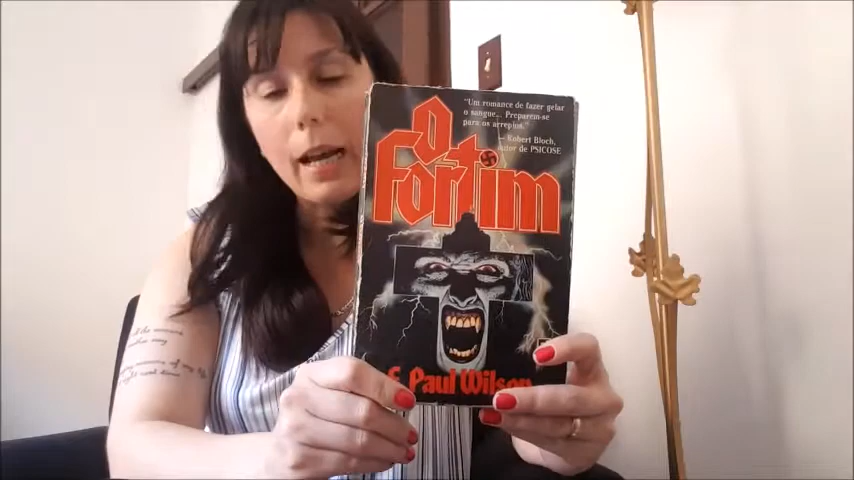 "Um romance de fazer gelar
o sangue... Preparem-se
para os arrepios."
— Robert Bloch,
autor de PSICOSE
O
Fortim
F. Paul Wilson